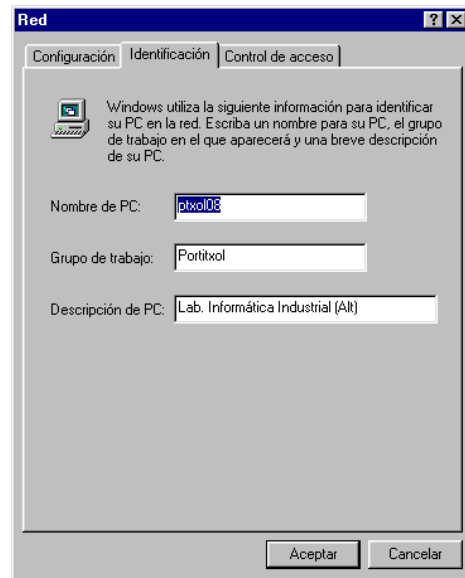 Red
Configuración Identificación Control de acceso
Windows utiliza la siguiente información para identificar
su PC en la red. Escriba un nombre para su PC, el grupo
de trabajo en el que aparecerá y una breve descripción
de su PC.
Nombre de PC: ptxol08
Grupo de trabajo: Portitxol
Descripción de PC: Lab. Informática Industrial (Alt)
Aceptar Cancelar